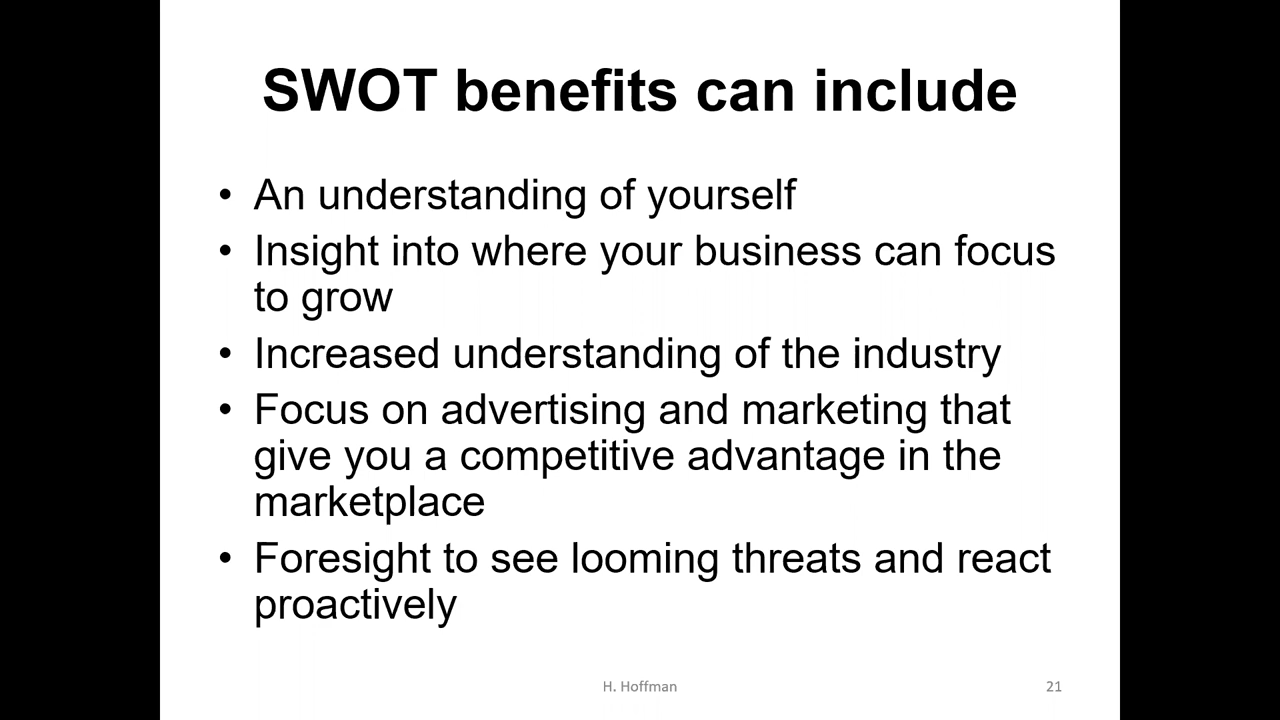 SWOT benefits can include
• An understanding of yourself
• Insight into where your business can focus
to grow
• Increased understanding of the industry
• Focus on advertising and marketing that
give you a competitive advantage in the
marketplace
• Foresight to see looming threats and react
proactively
H. Hoffman
21